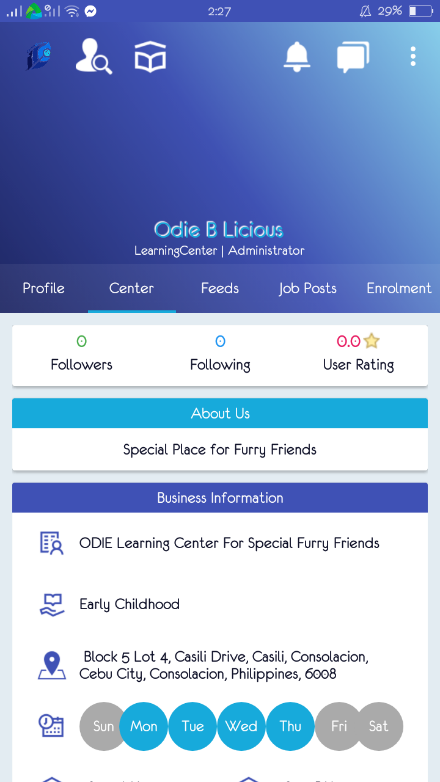 2:27 29%
Odie B Licious
LearningCenter | Administrator
Profile Center Feeds Job Posts Enrolment
0 0 0.0
Followers Following User Rating
About Us
Special Place for Furry Friends
Business Information
ODIE Learning Center For Special Furry Friends
Early Childhood
Block 5 Lot 4, Casili Drive, Casili, Consolacion,
Cebu City, Consolacion, Philippines, 6008
Sun Mon Tue Wed Thu Fri Sat